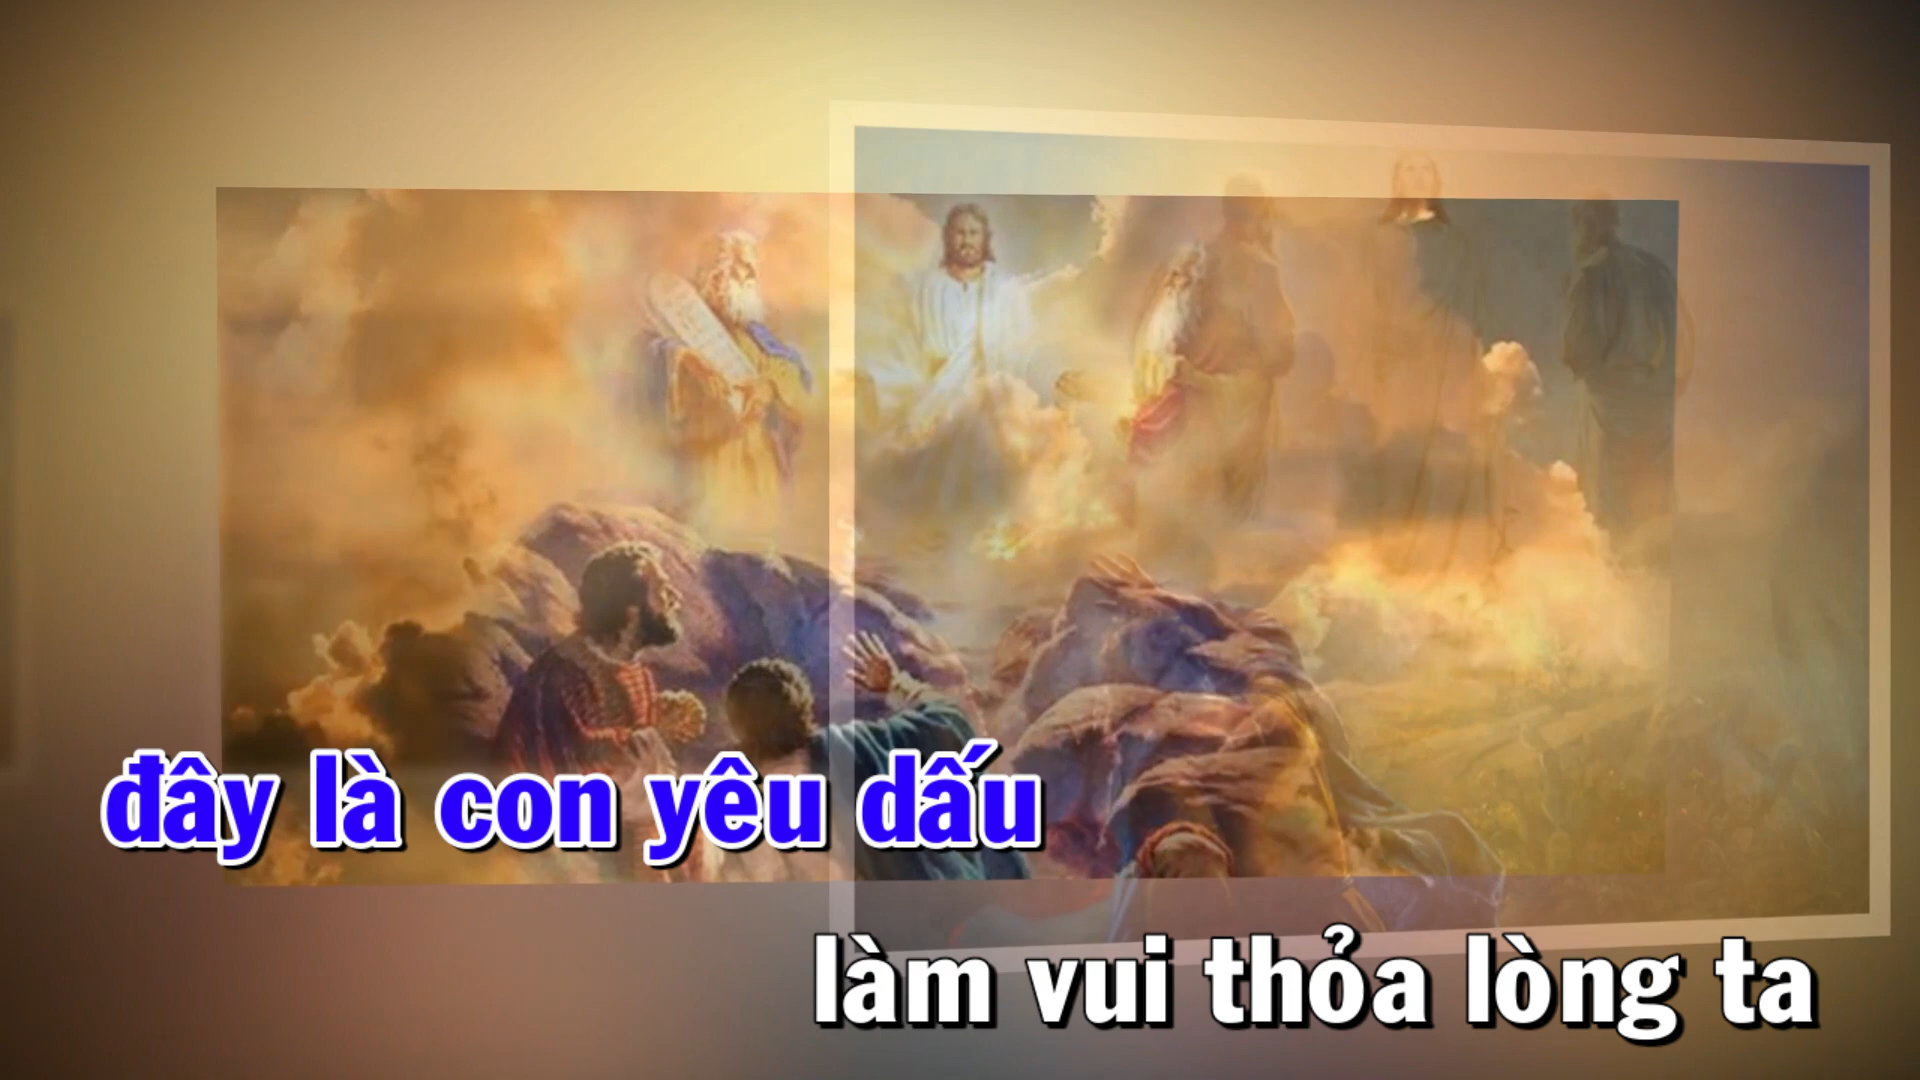 đây là con yêu dấu
làm vui thỏa lòng ta